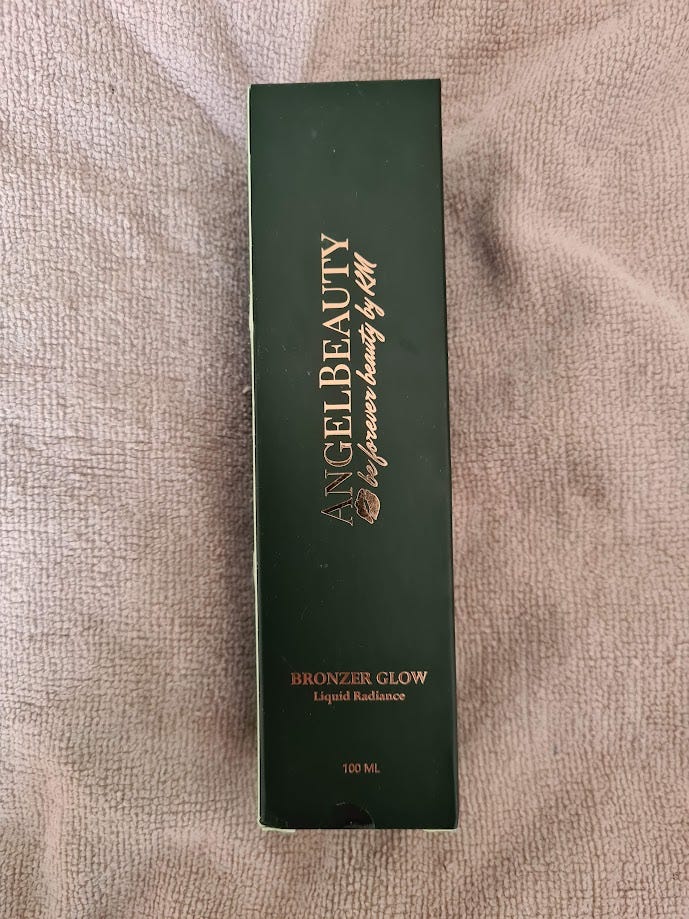 ANGELBEAUTY
be forever beauty by KM
BRONZER GLOW
Liquid Radiance
100 ML